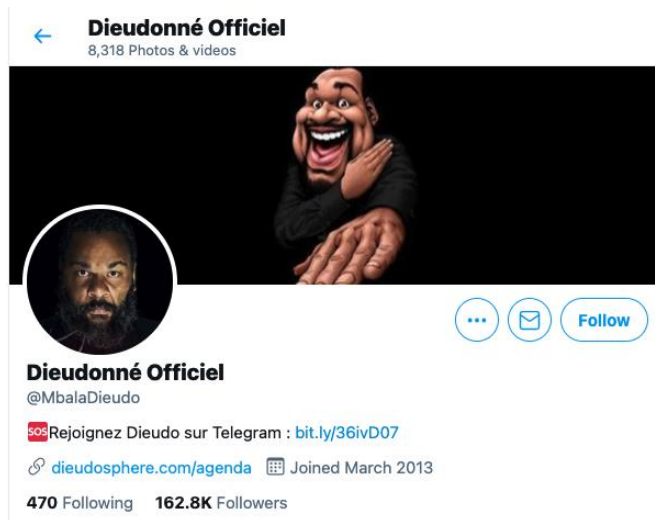 Dieudonné Officiel
8,318 Photos & videos
Follow
Dieudonné Officiel
@MbalaDieudo
🆘Rejoignez Dieudo sur Telegram : bit.ly/36ivD07
dieudosphere.com/agenda Joined March 2013
470 Following 162.8K Followers